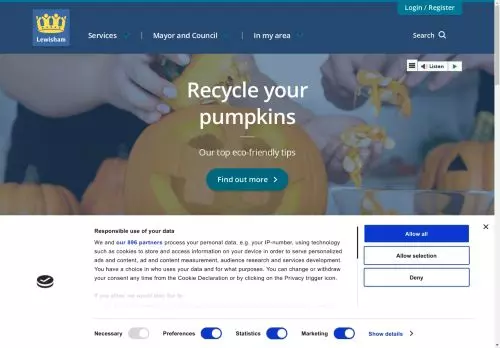 Login / Register
Lewisham
Services
Mayor and Council
In my area
Search
Listen
Recycle your
pumpkins
Our top eco-friendly tips
Find out more
Responsible use of your data
We and our 896 partners process your personal data, e.g. your IP-number, using technology
such as cookies to store and access information on your device in order to serve personalized
ads and content, ad and content measurement, audience research and services development.
You have a choice in who uses your data and for what purposes. You can change or withdraw
your consent any time from the Cookie Declaration or by clicking on the Privacy trigger icon.
If you allow, we would also like to:
Allow all
Allow selection
Deny
Necessary
Preferences
Statistics
Marketing
Show details